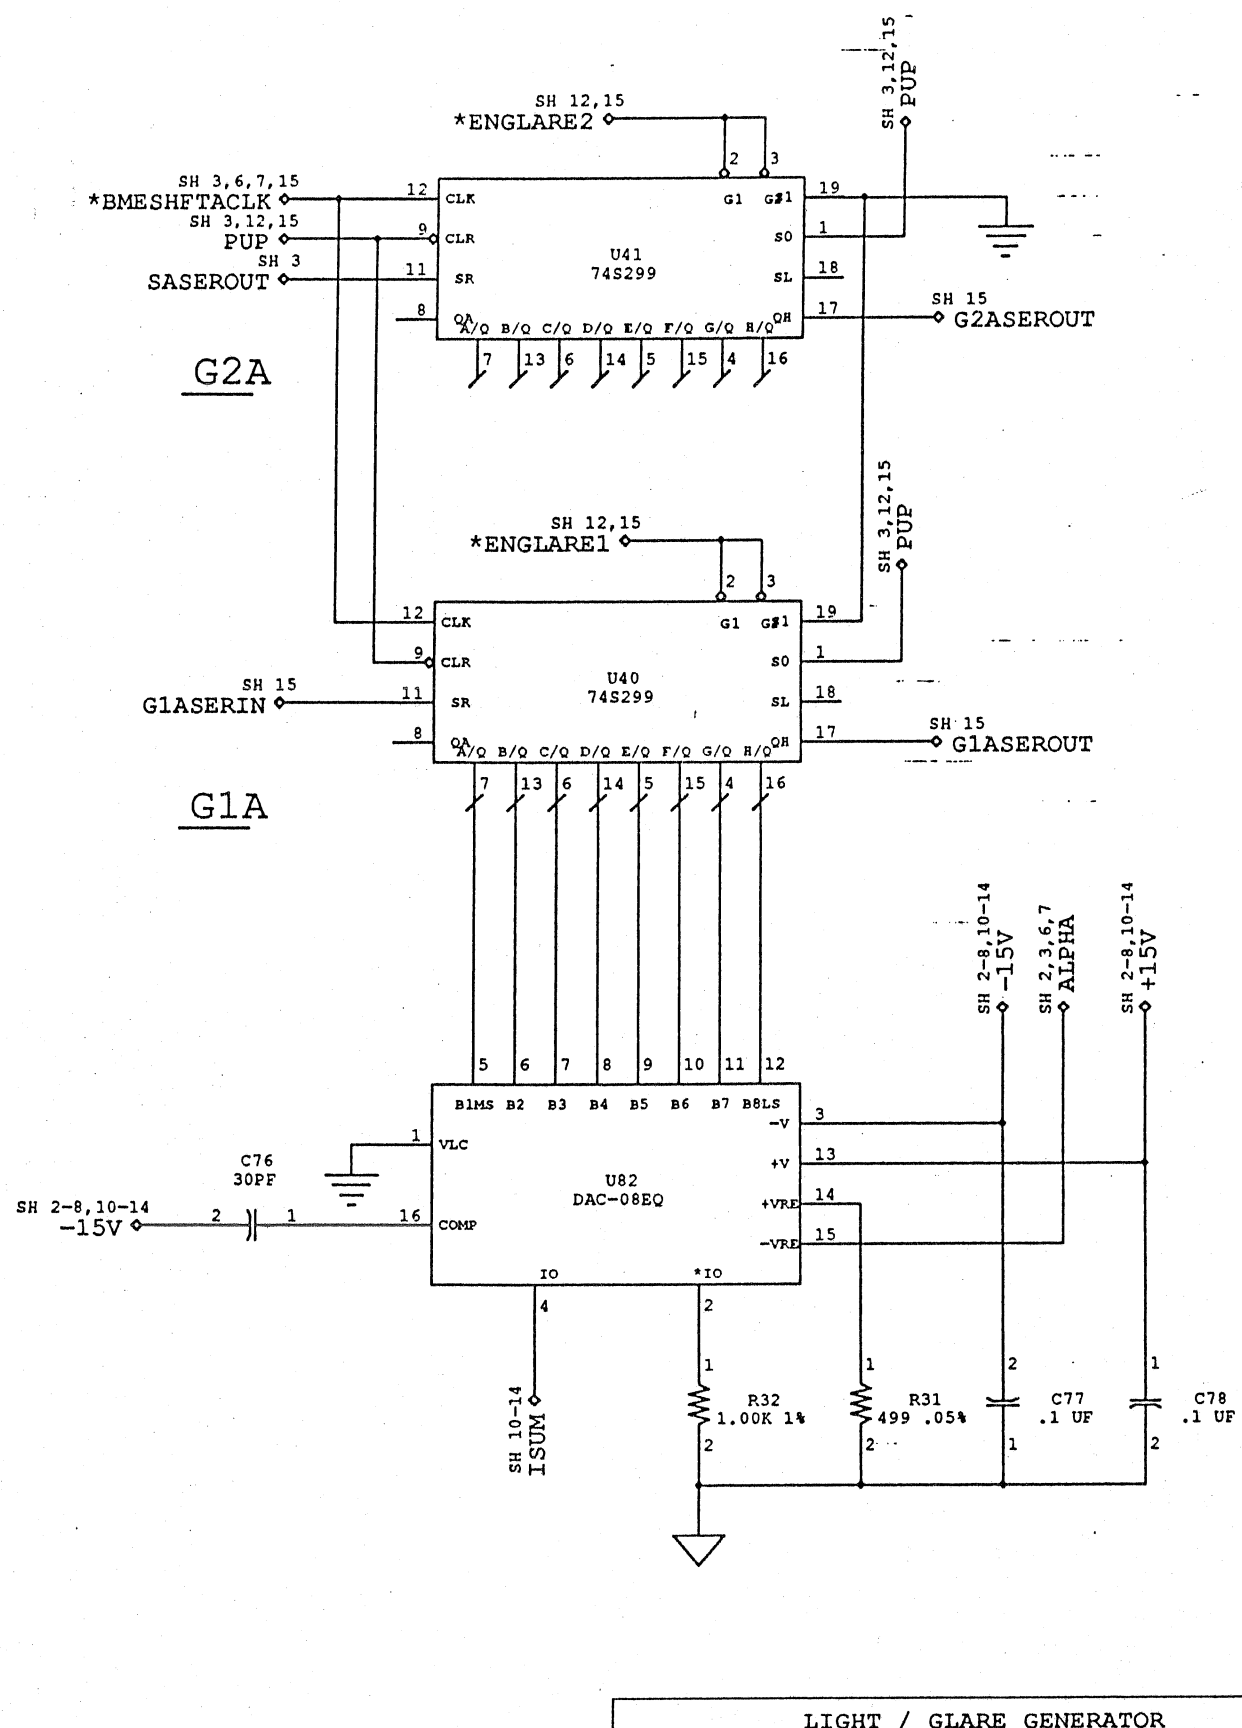 SH 3,12,15
PUP
SH 12,15
*ENGLARE2
2 3
SH 3,6,7,15
*BMESHFTACLK
12 CLK G1 S1 19
SH 3,12,15
PUP
9 CLR S0 1
U41
74S299
SH 3
SASEROUT
11 SR SL 18
8 QA QH 17
SH 15
G2ASEROUT
A/Q B/Q C/Q D/Q E/Q F/Q G/Q H/Q
7 13 6 14 5 15 4 16
G2A
SH 3,12,15
PUP
SH 12,15
*ENGLARE1
2 3
12 CLK G1 S1 19
9 CLR S0 1
U40
74S299
SH 15
G1ASERIN
11 SR SL 18
8 QA QH 17
SH 15
G1ASEROUT
A/Q B/Q C/Q D/Q E/Q F/Q G/Q H/Q
7 13 6 14 5 15 4 16
G1A
SH 2-8,10-14
-15V
SH 2,3,6,7
ALPHA
SH 2-8,10-14
+15V
5 6 7 8 9 10 11 12
B1MS B2 B3 B4 B5 B6 B7 B8LS
-V 3
1 VLC
+V 13
C76
30PF
U82
DAC-08EQ
+VRE 14
SH 2-8,10-14
-15V
2 1 16 COMP
-VRE 15
IO *IO
4 2
1 1 2 1
R32
1.00K 1%
R31
499 .05%
C77
.1 UF
C78
.1 UF
2 2 1 2
SH 10-14
ISUM
LIGHT / GLARE GENERATOR